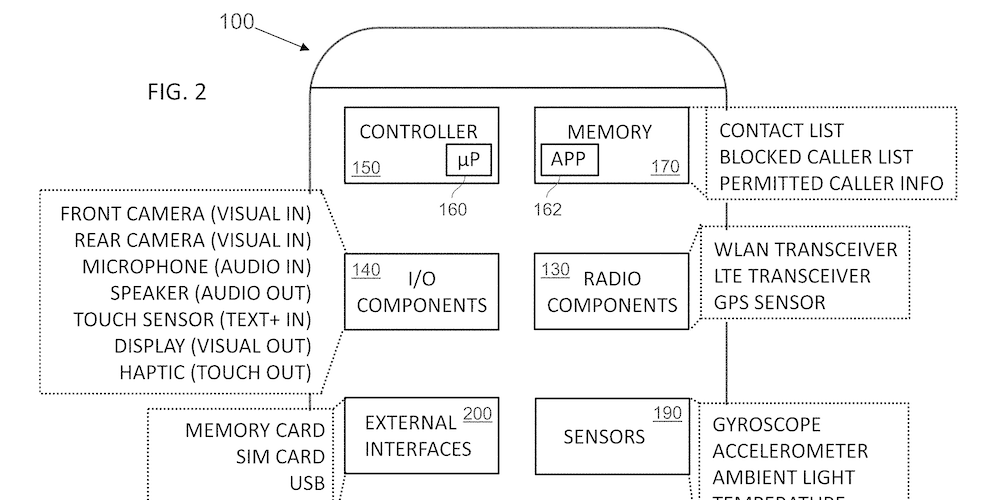 100
FIG. 2
CONTROLLER
150
µP
160
MEMORY
APP
170
162
CONTACT LIST
BLOCKED CALLER LIST
PERMITTED CALLER INFO
FRONT CAMERA (VISUAL IN)
REAR CAMERA (VISUAL IN)
MICROPHONE (AUDIO IN)
SPEAKER (AUDIO OUT)
TOUCH SENSOR (TEXT+ IN)
DISPLAY (VISUAL OUT)
HAPTIC (TOUCH OUT)
140
I/O
COMPONENTS
130
RADIO
COMPONENTS
WLAN TRANSCEIVER
LTE TRANSCEIVER
GPS SENSOR
MEMORY CARD
SIM CARD
USB
EXTERNAL 200
INTERFACES
190
SENSORS
GYROSCOPE
ACCELEROMETER
AMBIENT LIGHT
TEMPERATURE